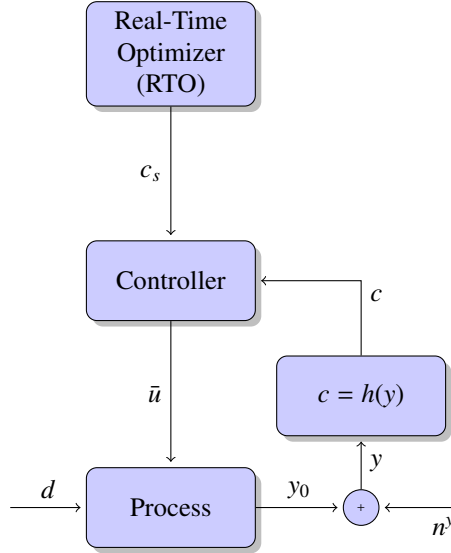 Real-Time
Optimizer
(RTO)
c_s
Controller
c
ū
c = h(y)
y
d
Process
y_0
+
n^y